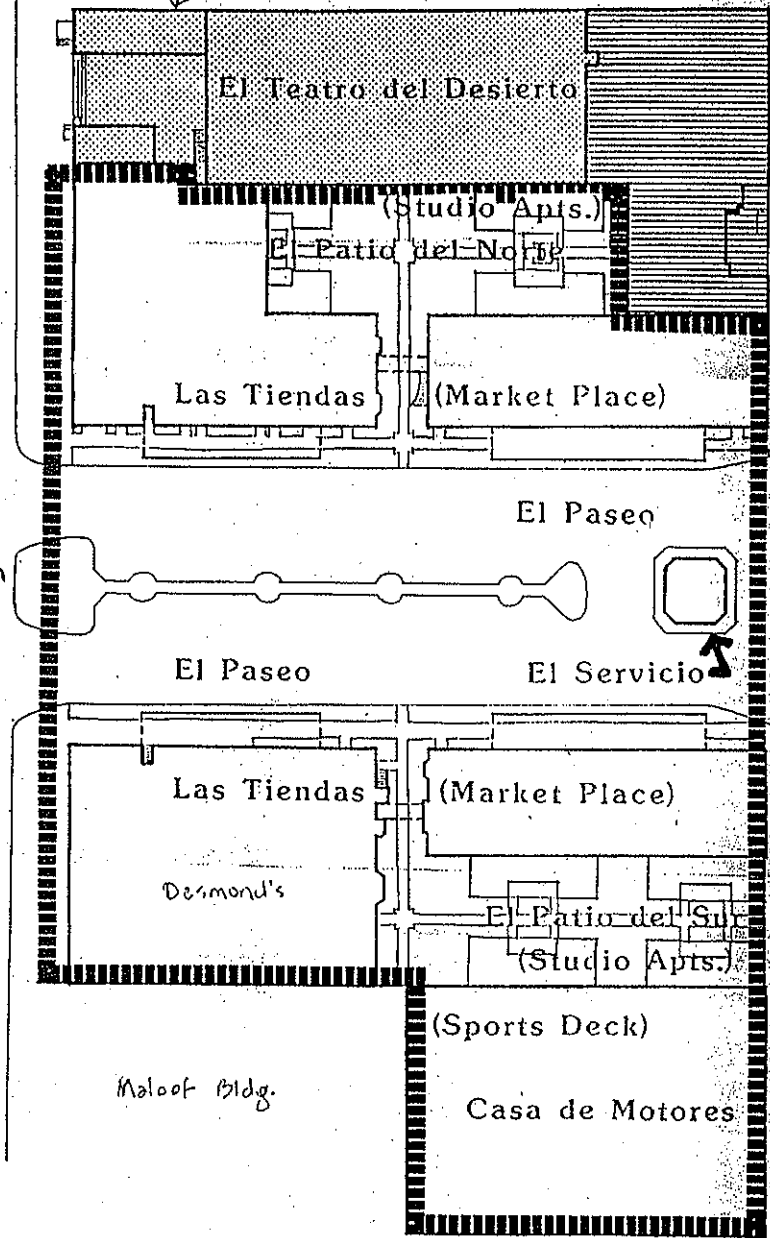 El Teatro del Desierto
(Studio Apts.)
El Patio del Norte
Las Tiendas (Market Place)
El Paseo
El Paseo El Servicio
Las Tiendas (Market Place)
Desmond's
El Patio del Sur
(Studio Apts.)
(Sports Deck)
Maloof Bldg.
Casa de Motores